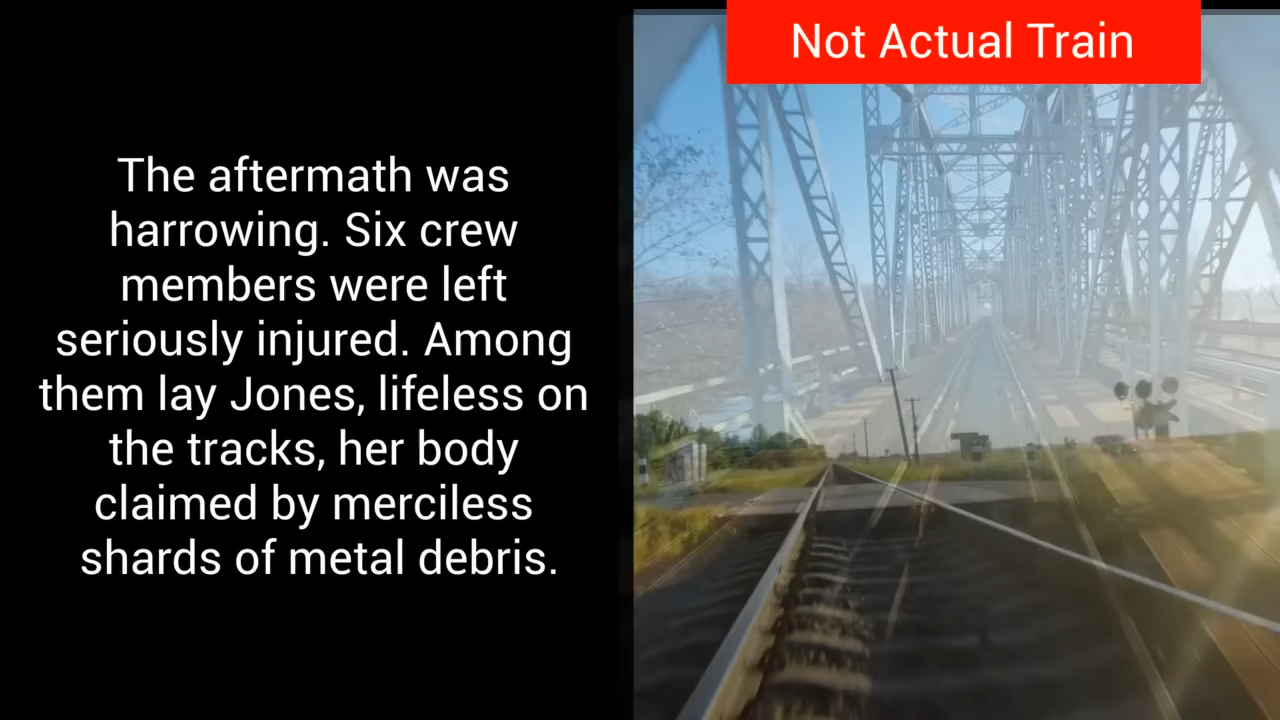 Not Actual Train
The aftermath was
harrowing. Six crew
members were left
seriously injured. Among
them lay Jones, lifeless on
the tracks, her body
claimed by merciless
shards of metal debris.